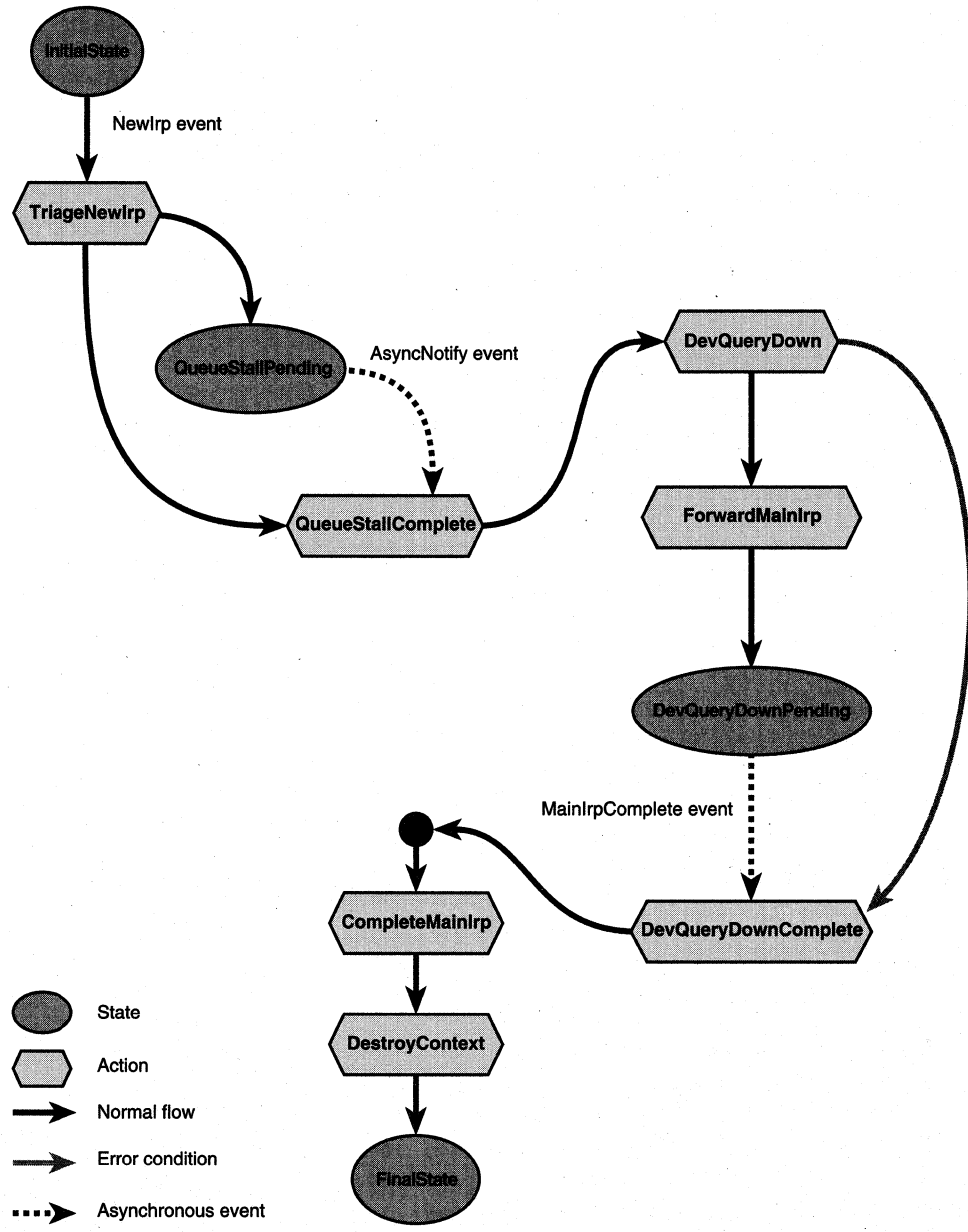 InitialState
NewIrp event
TriageNewIrp
QueueStallPending
AsyncNotify event
DevQueryDown
QueueStallComplete
ForwardMainIrp
DevQueryDownPending
MainIrpComplete event
CompleteMainIrp
DevQueryDownComplete
DestroyContext
FinalState
State
Action
Normal flow
Error condition
Asynchronous event